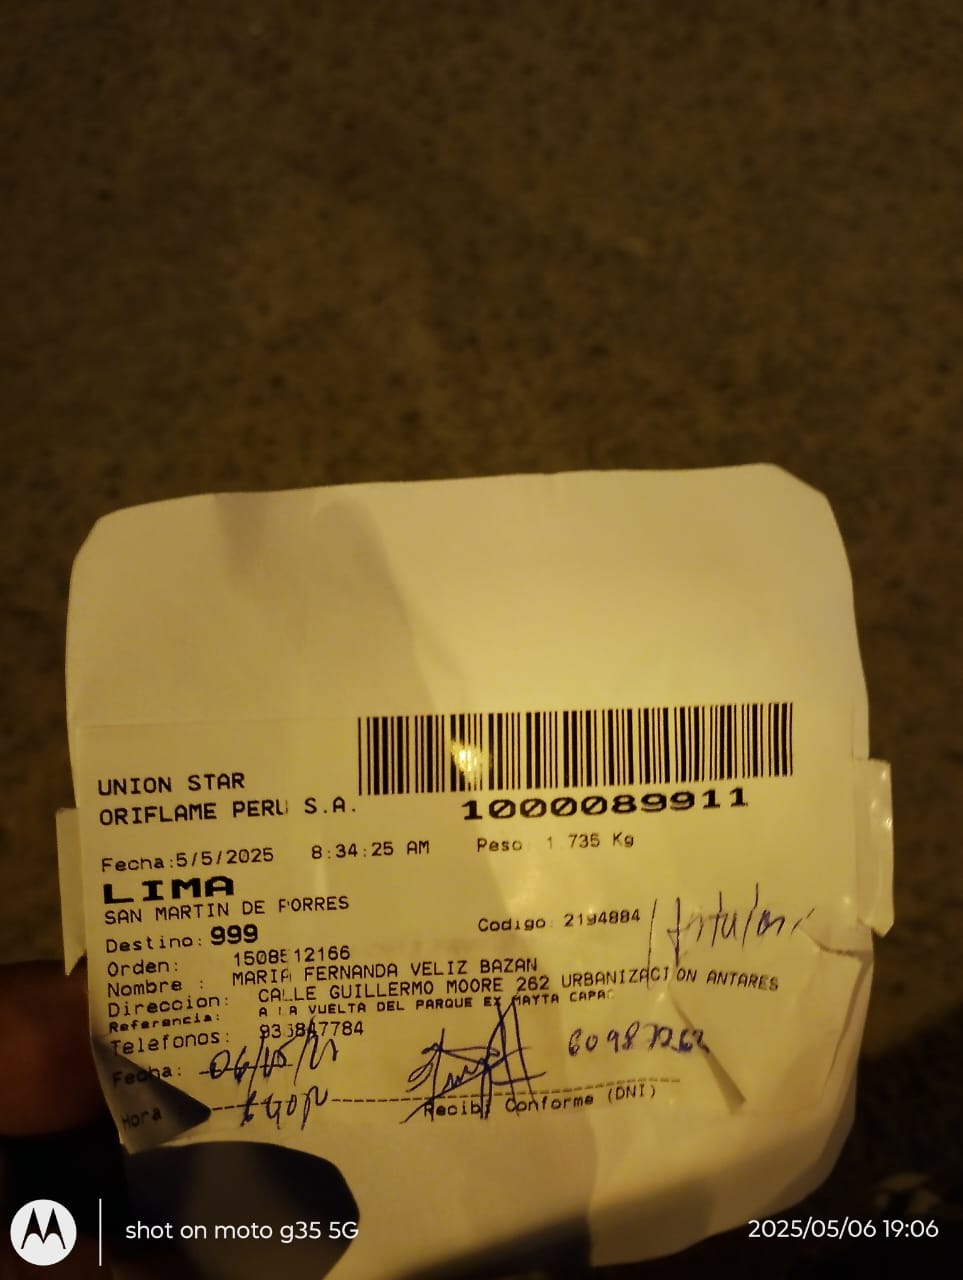 UNION STAR
ORIFLAME PERU S.A.
1000089911
Fecha:5/5/2025 8:34:25 AM Peso 1.735 Kg
LIMA
SAN MARTIN DE PORRES
Destino: 999 Codigo: 2194884 / titular
Orden: 12166
Nombre : MARIA FERNANDA VELIZ BAZAN
Direccion: CALLE GUILLERMO MOORE 262 URBANIZACION ANTARES
Referencia: A LA VUELTA DEL PARQUE EX MAYTA CAPAC
Telefonos:
Fecha:
Hora
Recibi Conforme (DNI)
shot on moto g35 5G
2025/05/06 19:06